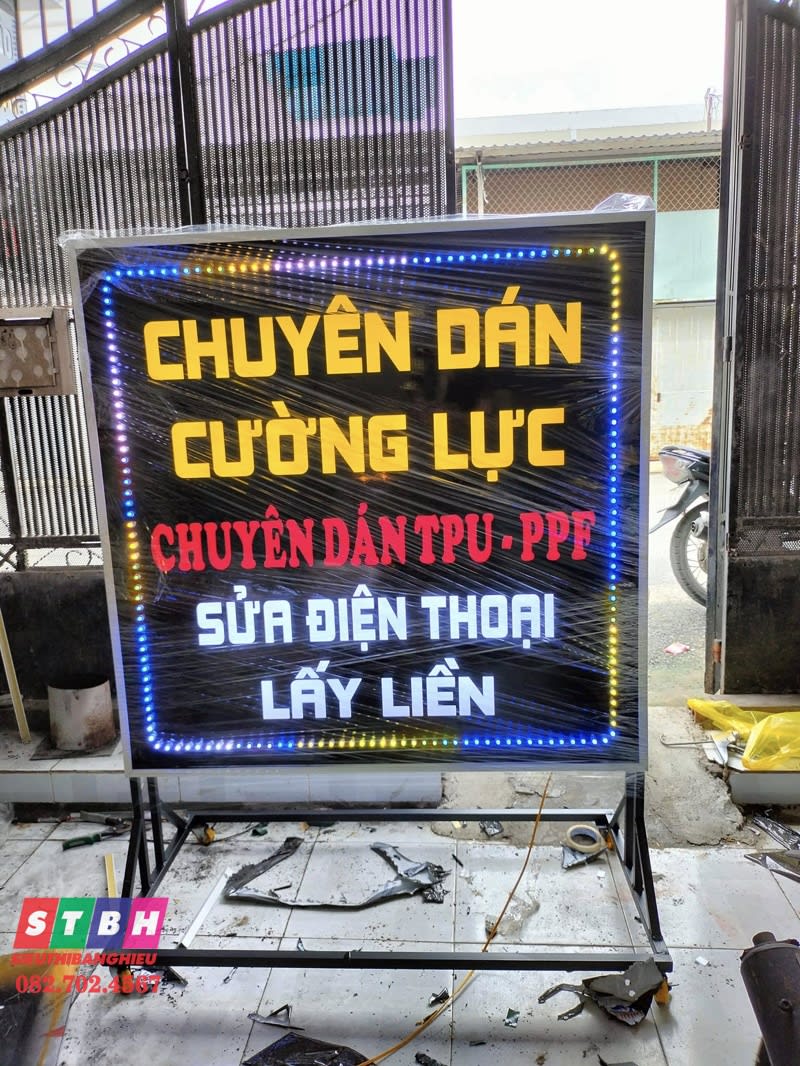 CHUYÊN DÁN
CƯỜNG LỰC
CHUYÊN DÁN TPU - PPF
SỬA ĐIỆN THOẠI
LẤY LIỀN
STBH
SIEUTHIBANGHIEU
082.702.4567